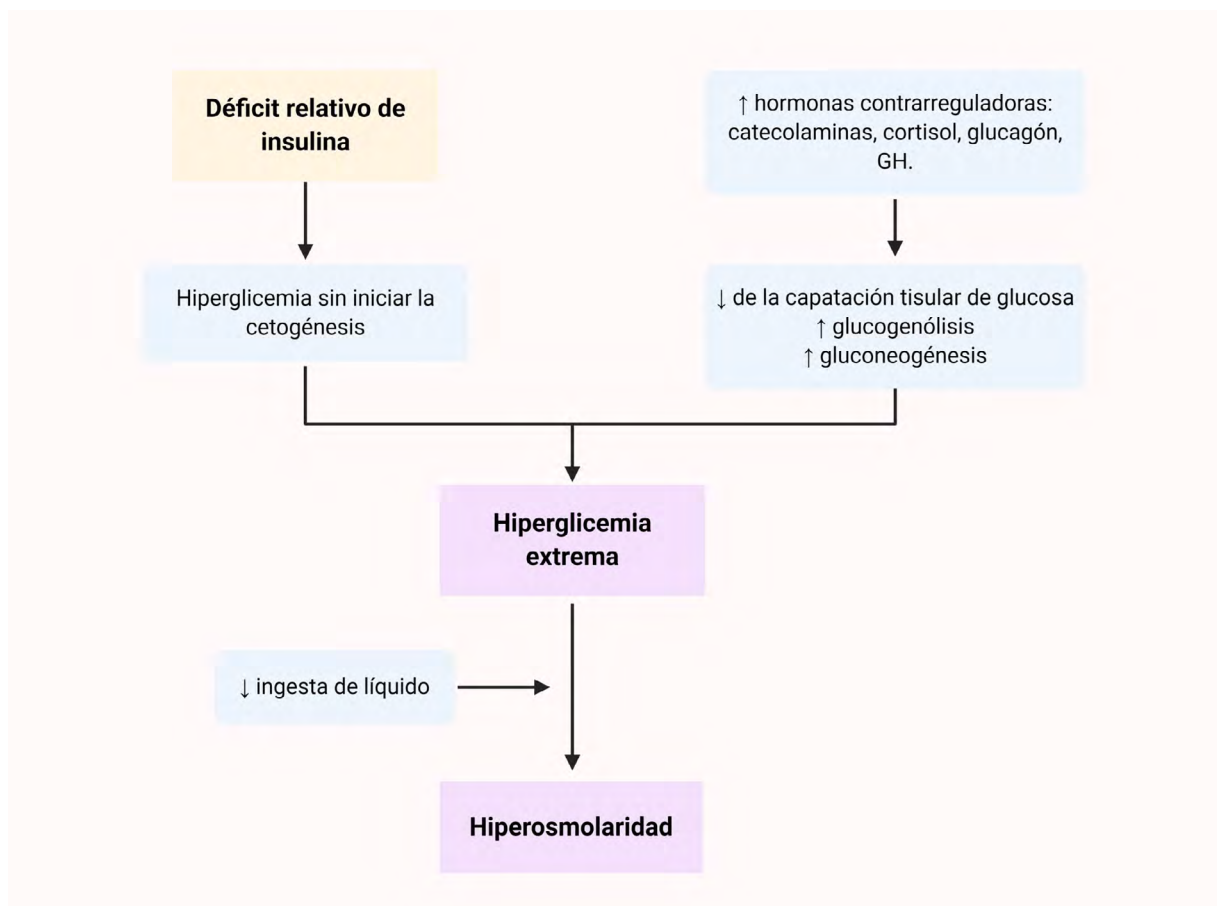 Déficit relativo de
insulina
↑ hormonas contrarreguladoras:
catecolaminas, cortisol, glucagón,
GH.
Hiperglicemia sin iniciar la
cetogénesis
↓ de la capatación tisular de glucosa
↑ glucogenólisis
↑ gluconeogénesis
Hiperglicemia
extrema
↓ ingesta de líquido
Hiperosmolaridad